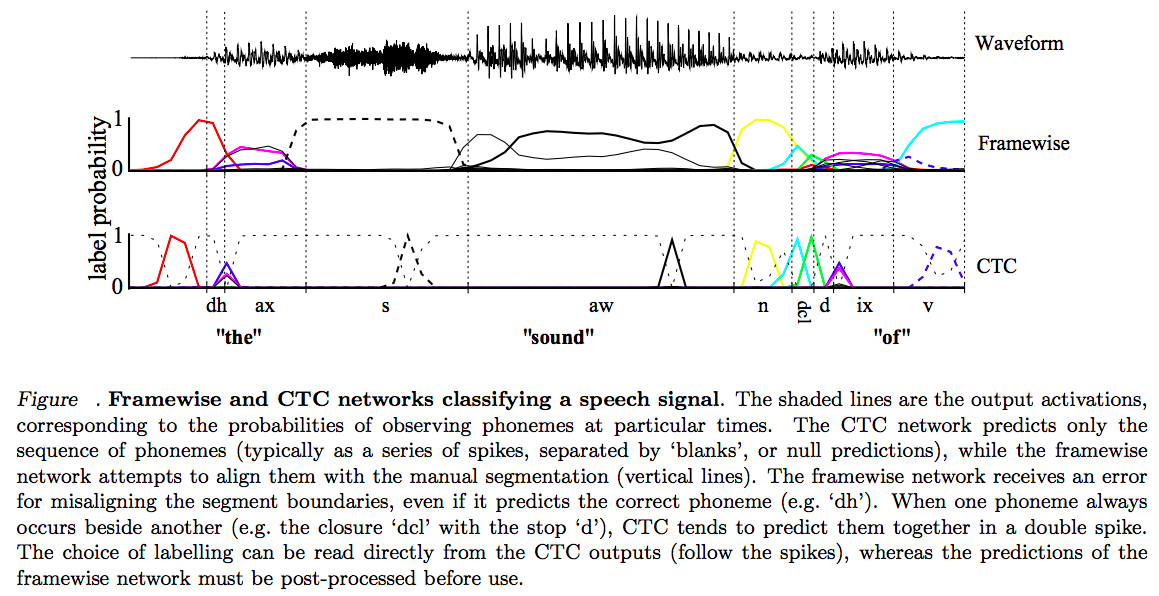 Waveform
label probability
1
0
Framewise
1
0
CTC
dh ax s aw n dcl d ix v
"the" "sound" "of"
Figure . Framewise and CTC networks classifying a speech signal. The shaded lines are the output activations,
corresponding to the probabilities of observing phonemes at particular times. The CTC network predicts only the
sequence of phonemes (typically as a series of spikes, separated by ‘blanks’, or null predictions), while the framewise
network attempts to align them with the manual segmentation (vertical lines). The framewise network receives an error
for misaligning the segment boundaries, even if it predicts the correct phoneme (e.g. ‘dh’). When one phoneme always
occurs beside another (e.g. the closure ‘dcl’ with the stop ‘d’), CTC tends to predict them together in a double spike.
The choice of labelling can be read directly from the CTC outputs (follow the spikes), whereas the predictions of the
framewise network must be post-processed before use.